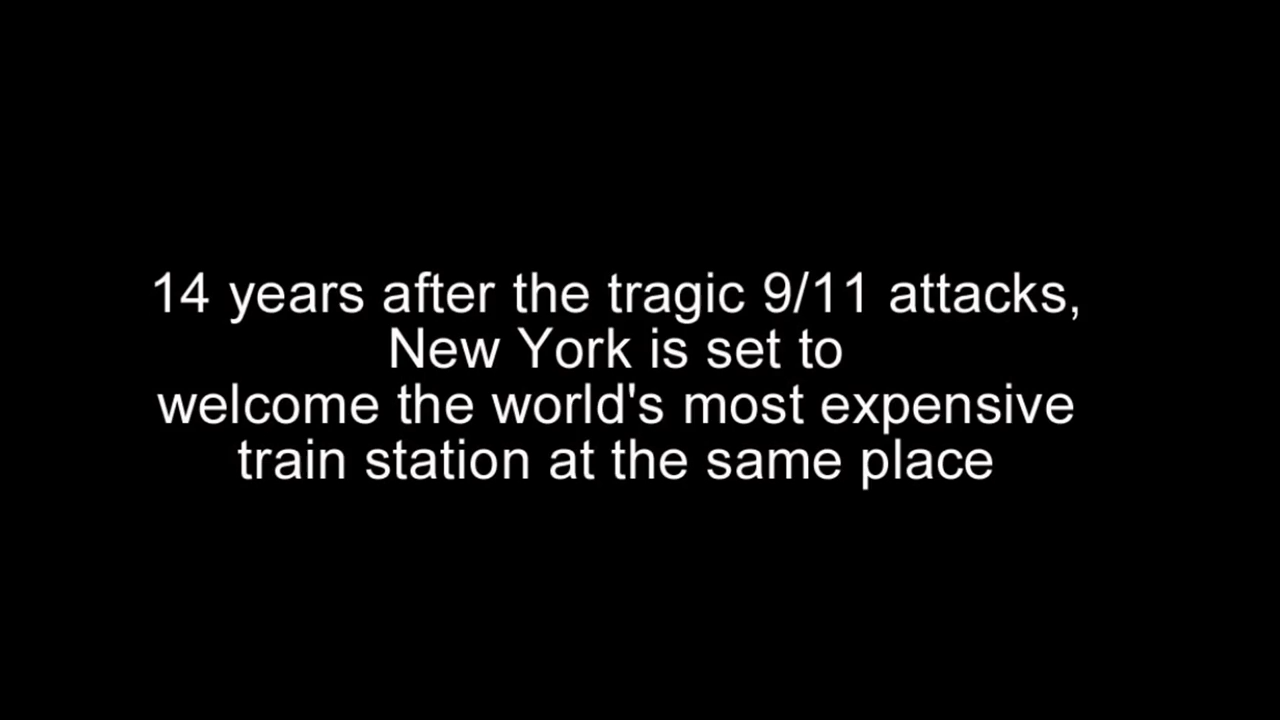 14 years after the tragic 9/11 attacks,
New York is set to
welcome the world's most expensive
train station at the same place